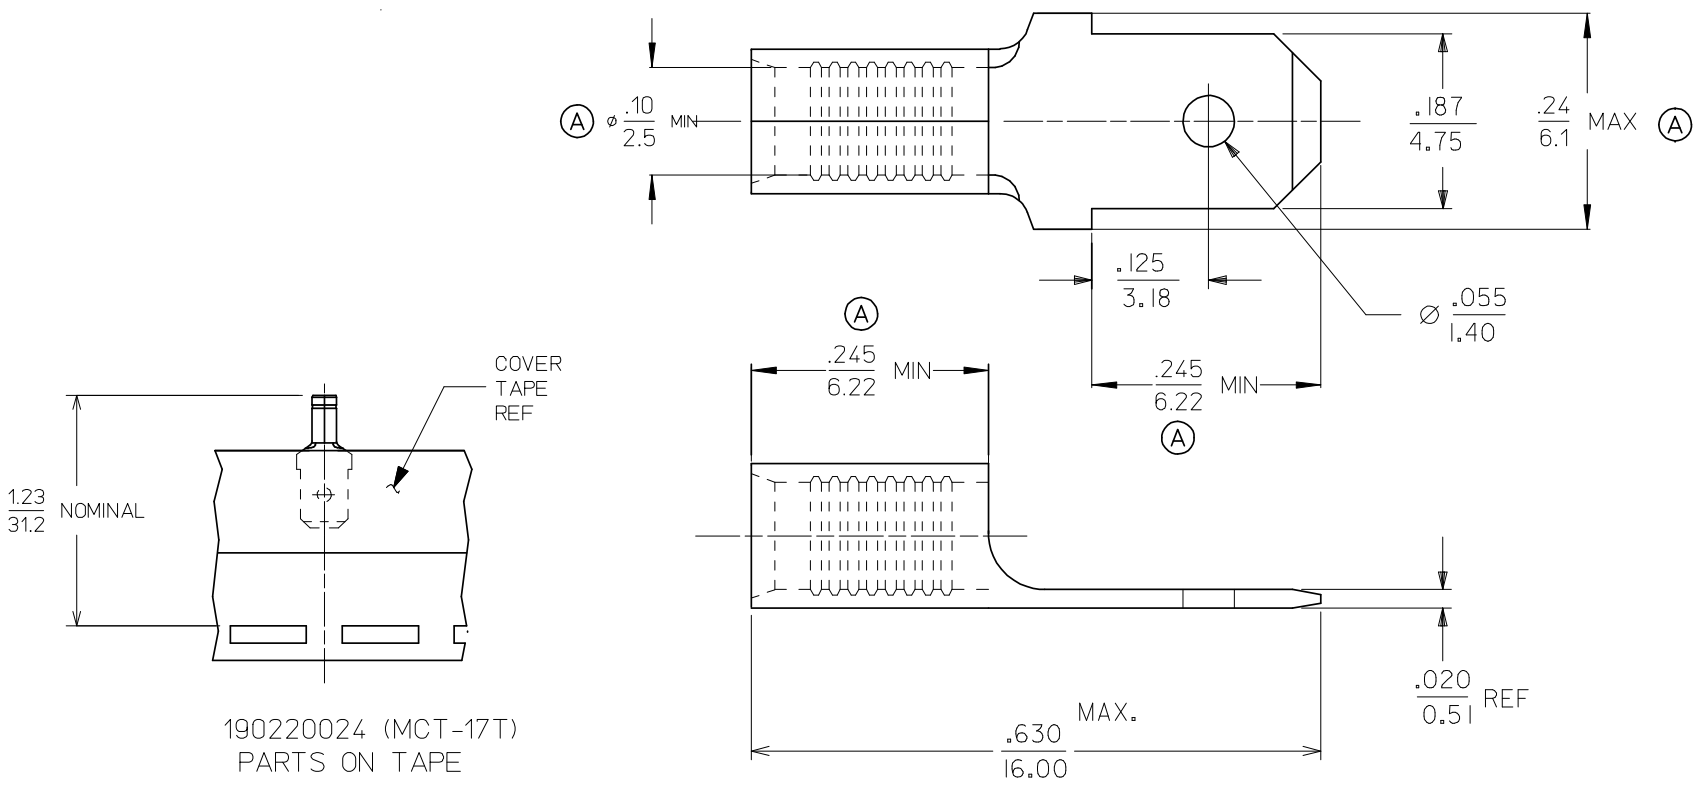 A
⌀ .10 MIN
2.5
.187
4.75
.24 MAX
6.1
A
.125
3.18
⌀ .055
1.40
A
.245 MIN
6.22
.245 MIN
6.22
A
COVER
TAPE
REF
1.23 NOMINAL
31.2
.020 REF
0.51
MAX.
.630
16.00
190220024 (MCT-17T)
PARTS ON TAPE